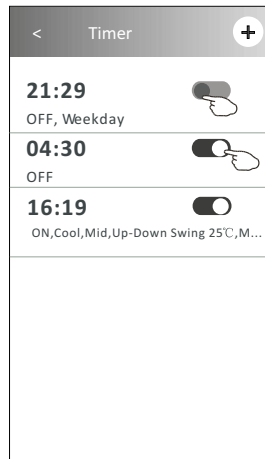 < Timer +
21:29
OFF, Weekday
04:30
OFF
16:19
ON,Cool,Mid,Up-Down Swing 25℃,M...